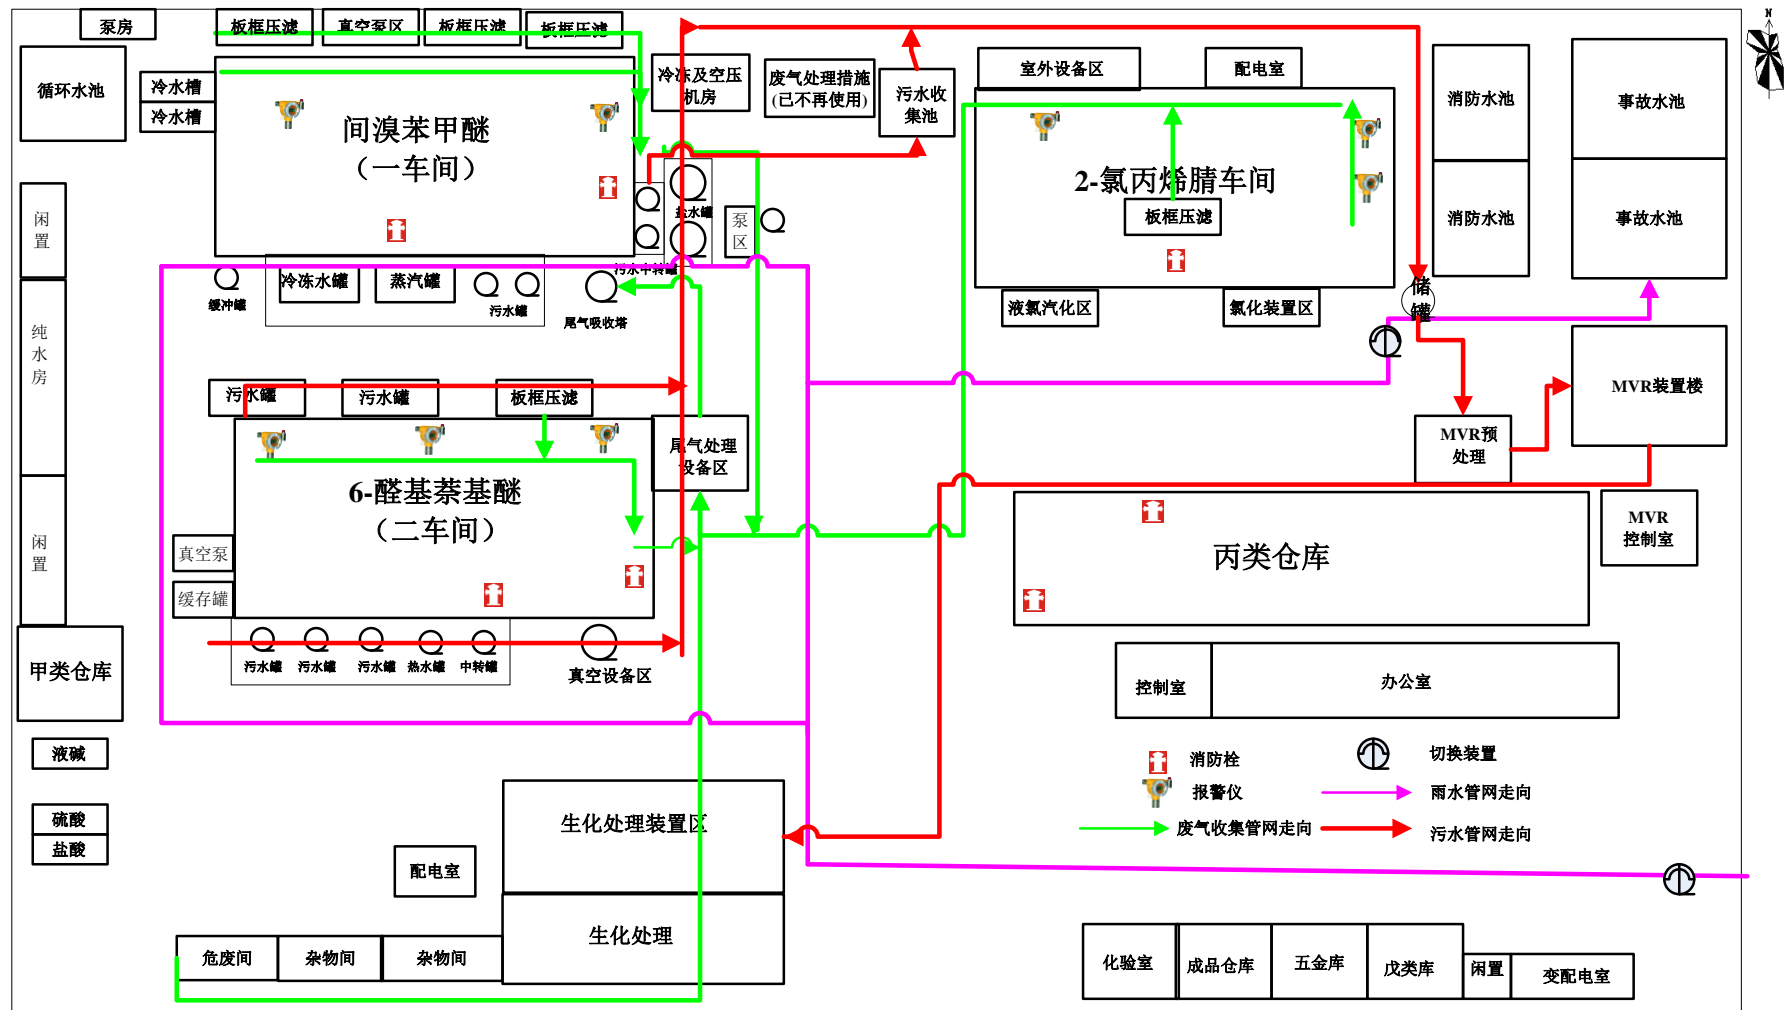 泵房
板框压滤
真空泵区
板框压滤
板框压滤
N
循环水池
冷水槽
冷水槽
间溴苯甲醚
（一车间）
冷冻及空压
机房
废气处理措施
(已不再使用)
污水收
集池
室外设备区
配电室
2-氯丙烯腈车间
板框压滤
消防水池
消防水池
事故水池
事故水池
闲
置
盐水罐
泵
区
污水中转罐
缓冲罐
冷冻水罐
蒸汽罐
污水罐
尾气吸收塔
液氯汽化区
氯化装置区
储
罐
纯
水
房
污水罐
污水罐
板框压滤
尾气处理
设备区
MVR装置楼
MVR预
处理
6-醛基萘基醚
（二车间）
闲
置
真空泵
缓存罐
丙类仓库
MVR
控制室
污水罐
污水罐
污水罐
热水罐
中转罐
真空设备区
甲类仓库
控制室
办公室
液碱
硫酸
盐酸
消防栓
切换装置
报警仪
雨水管网走向
废气收集管网走向
污水管网走向
生化处理装置区
配电室
生化处理
危废间
杂物间
杂物间
化验室
成品仓库
五金库
戊类库
闲置
变配电室